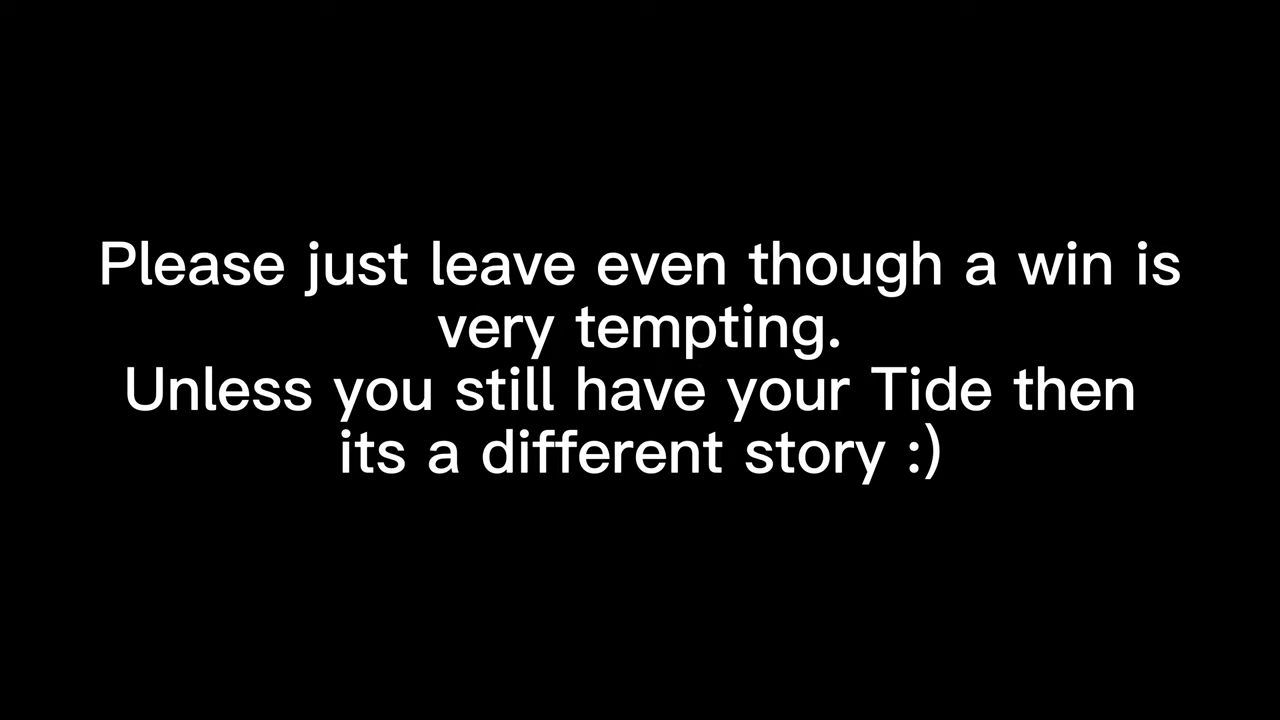 Please just leave even though a win is
very tempting.
Unless you still have your Tide then
its a different story :)